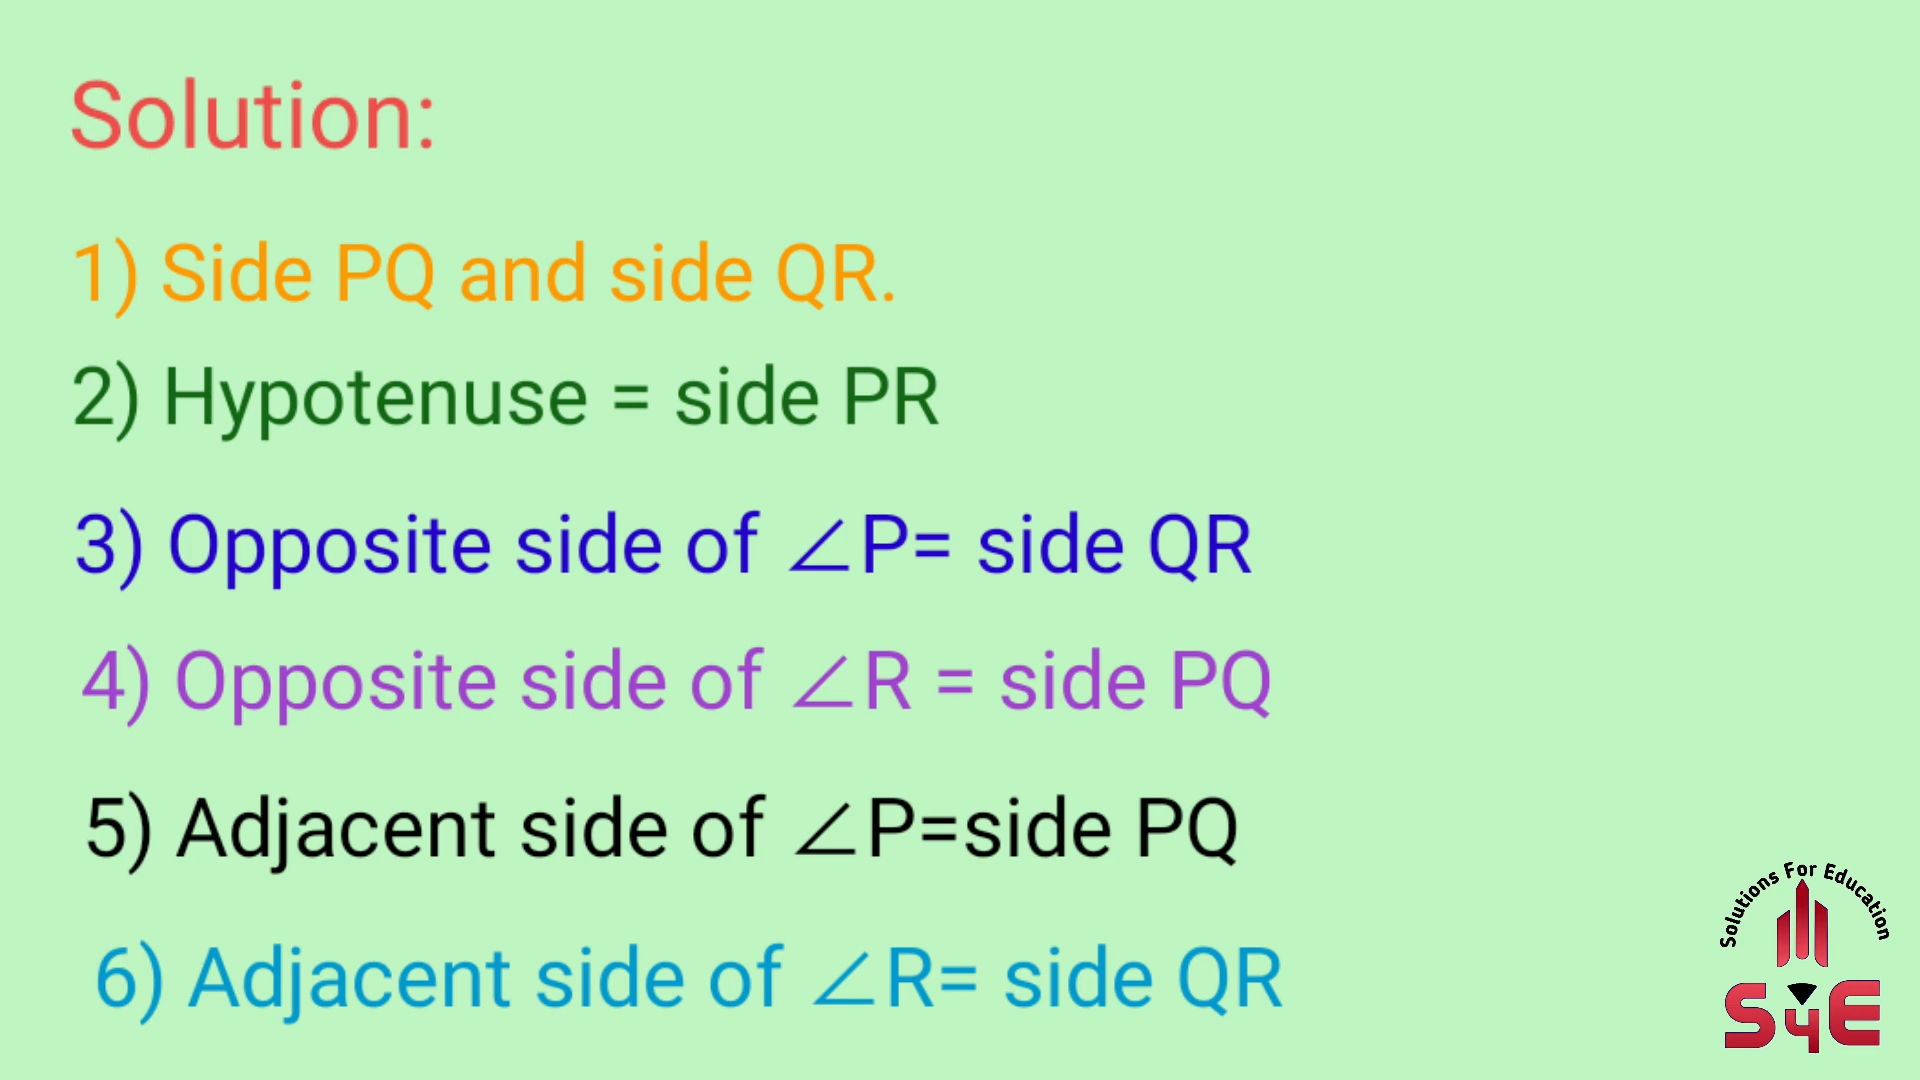 Solution:
1) Side PQ and side QR.
2) Hypotenuse = side PR
3) Opposite side of ∠P= side QR
4) Opposite side of ∠R = side PQ
5) Adjacent side of ∠P=side PQ
6) Adjacent side of ∠R= side QR
Solutions For Education
S4E